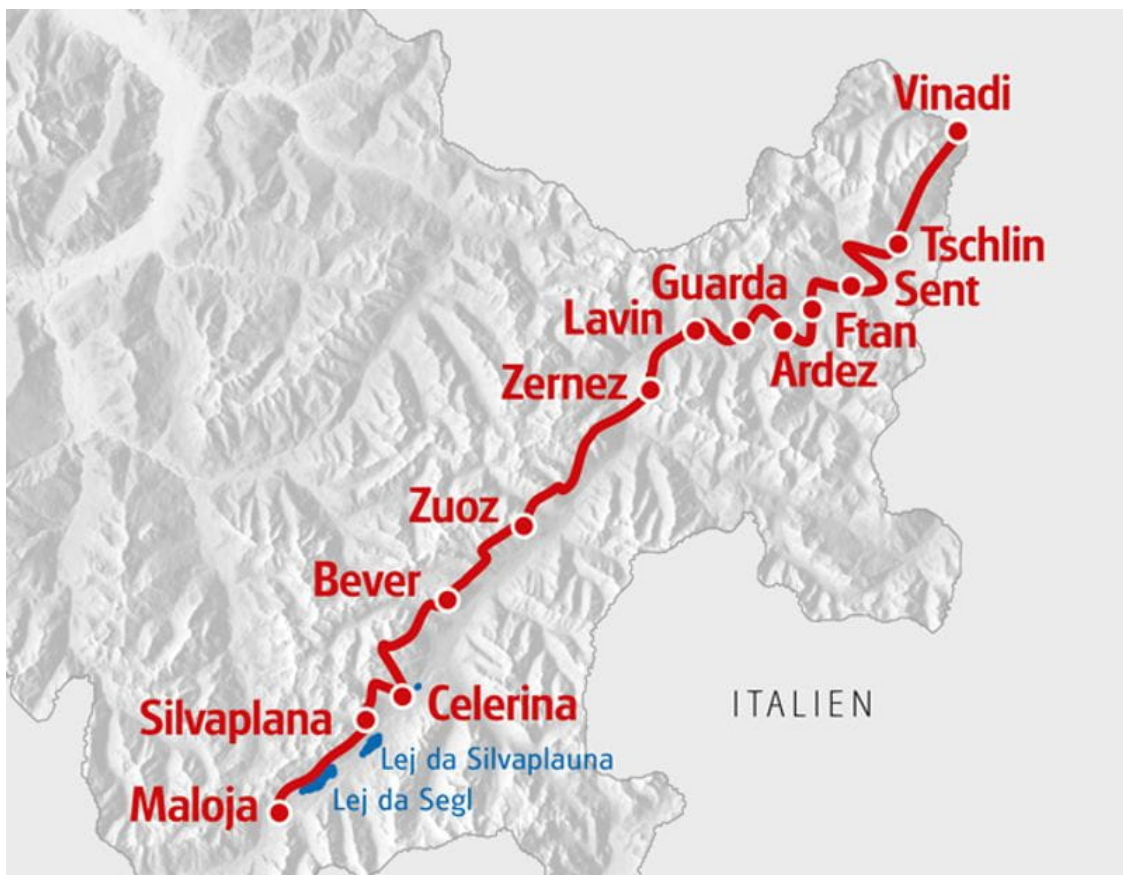 Vinadi
Tschlin
Sent
Guarda
Ftan
Lavin
Ardez
Zernez
Zuoz
Bever
Celerina
ITALIEN
Silvaplana
Lej da Silvaplauna
Lej da Segl
Maloja